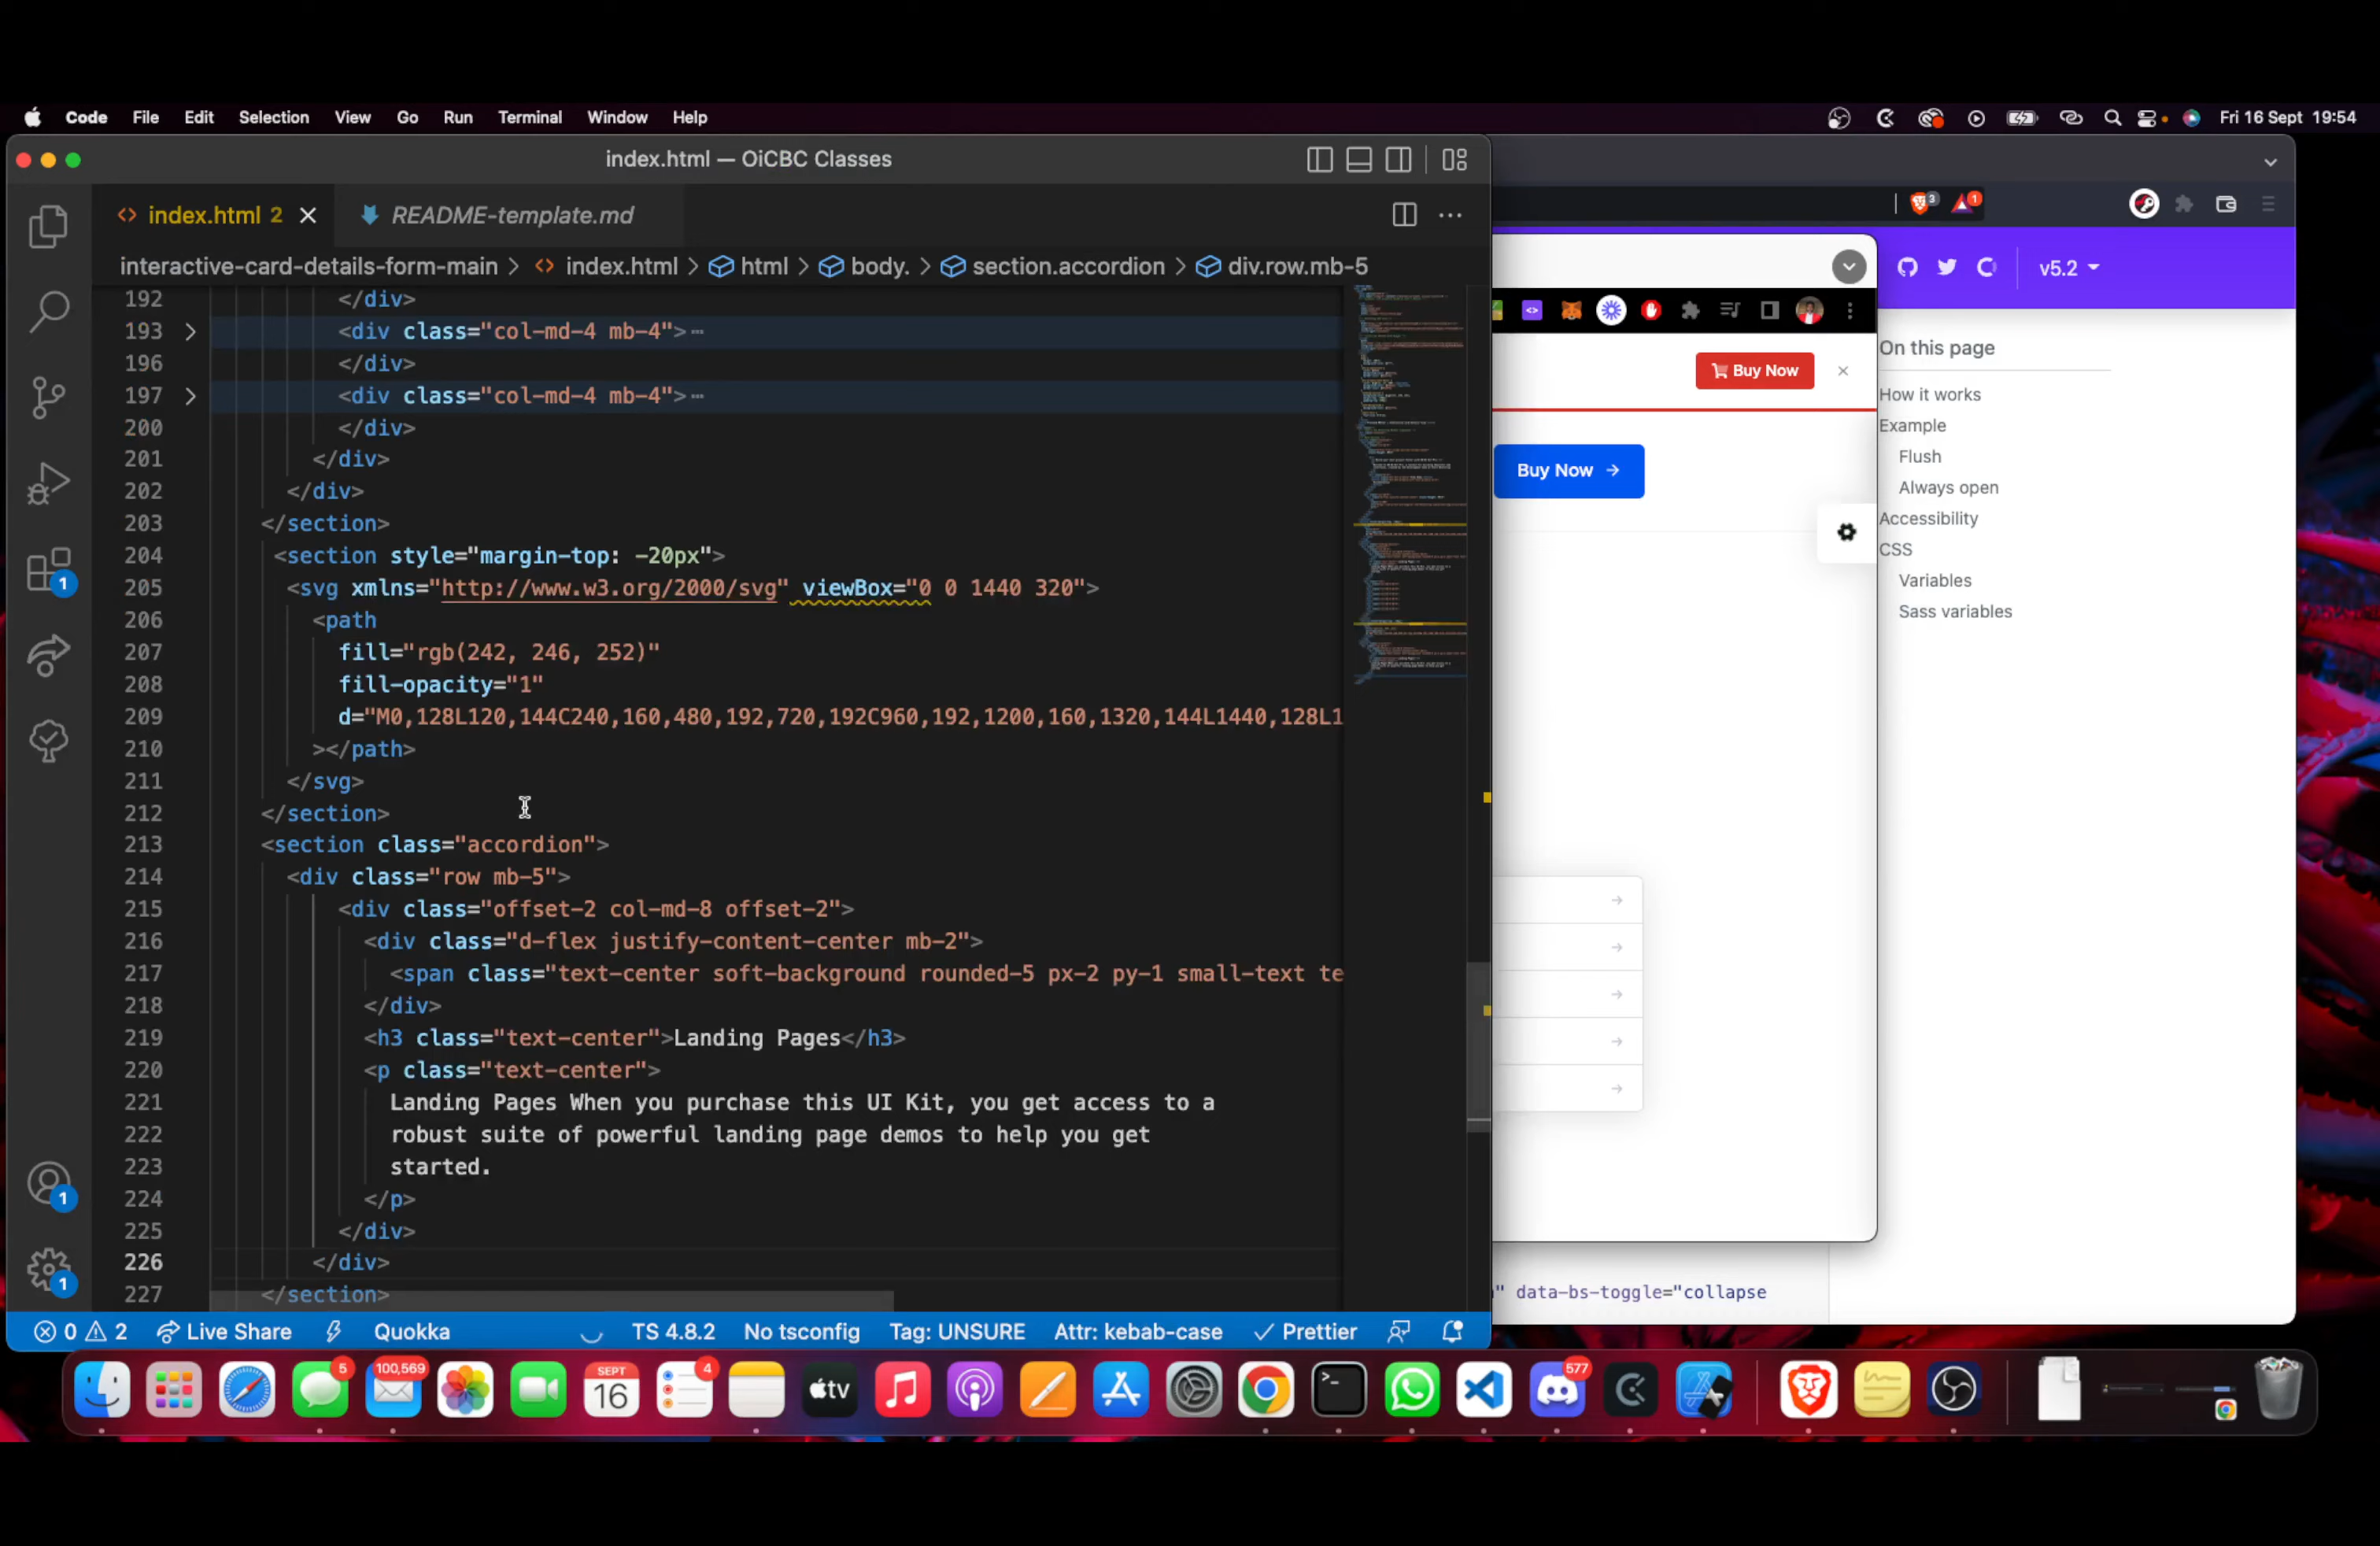 Code File Edit Selection View Go Run Terminal Window Help
Fri 16 Sept 19:54
index.html — OiCBC Classes
index.html 2
README-template.md
interactive-card-details-form-main > index.html > html > body. > section.accordion > div.row.mb-5
192 </div>
193 <div class="col-md-4 mb-4">
196 </div>
197 <div class="col-md-4 mb-4">
200 </div>
201 </div>
202 </div>
203 </section>
204 <section style="margin-top: -20px">
205 <svg xmlns="http://www.w3.org/2000/svg" viewBox="0 0 1440 320">
206 <path
207 fill="rgb(242, 246, 252)"
208 fill-opacity="1"
209 d="M0,128L120,144C240,160,480,192,720,192C960,192,1200,160,1320,144L1440,128L1
210 ></path>
211 </svg>
212 </section>
213 <section class="accordion">
214 <div class="row mb-5">
215 <div class="offset-2 col-md-8 offset-2">
216 <div class="d-flex justify-content-center mb-2">
217 <span class="text-center soft-background rounded-5 px-2 py-1 small-text te
218 </div>
219 <h3 class="text-center">Landing Pages</h3>
220 <p class="text-center">
221 Landing Pages When you purchase this UI Kit, you get access to a
222 robust suite of powerful landing page demos to help you get
223 started.
224 </p>
225 </div>
226 </div>
227 </section>
0 2 Live Share Quokka TS 4.8.2 No tsconfig Tag: UNSURE Attr: kebab-case Prettier
3
1
v5.2
Buy Now
Buy Now →
On this page
How it works
Example
Flush
Always open
Accessibility
CSS
Variables
Sass variables
" data-bs-toggle="collapse
1
1
1
5
100,569
SEPT
16
4
tv
577